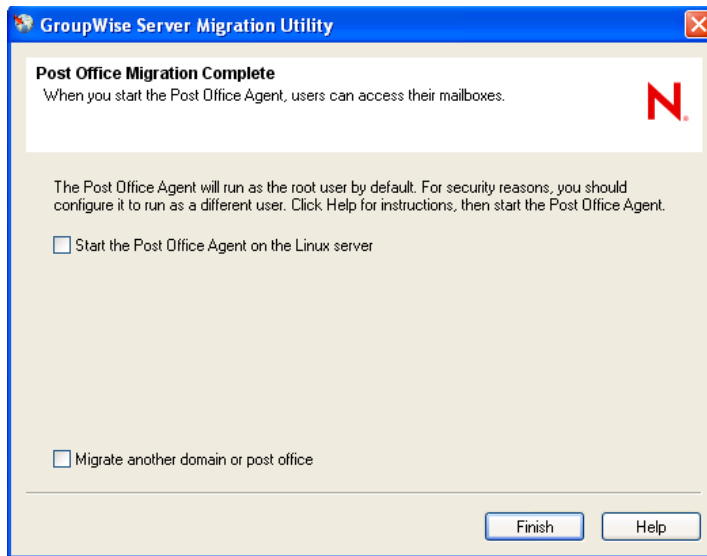 GroupWise Server Migration Utility
Post Office Migration Complete
When you start the Post Office Agent, users can access their mailboxes.
N®
The Post Office Agent will run as the root user by default. For security reasons, you should
configure it to run as a different user. Click Help for instructions, then start the Post Office Agent.
Start the Post Office Agent on the Linux server
Migrate another domain or post office
Finish
Help